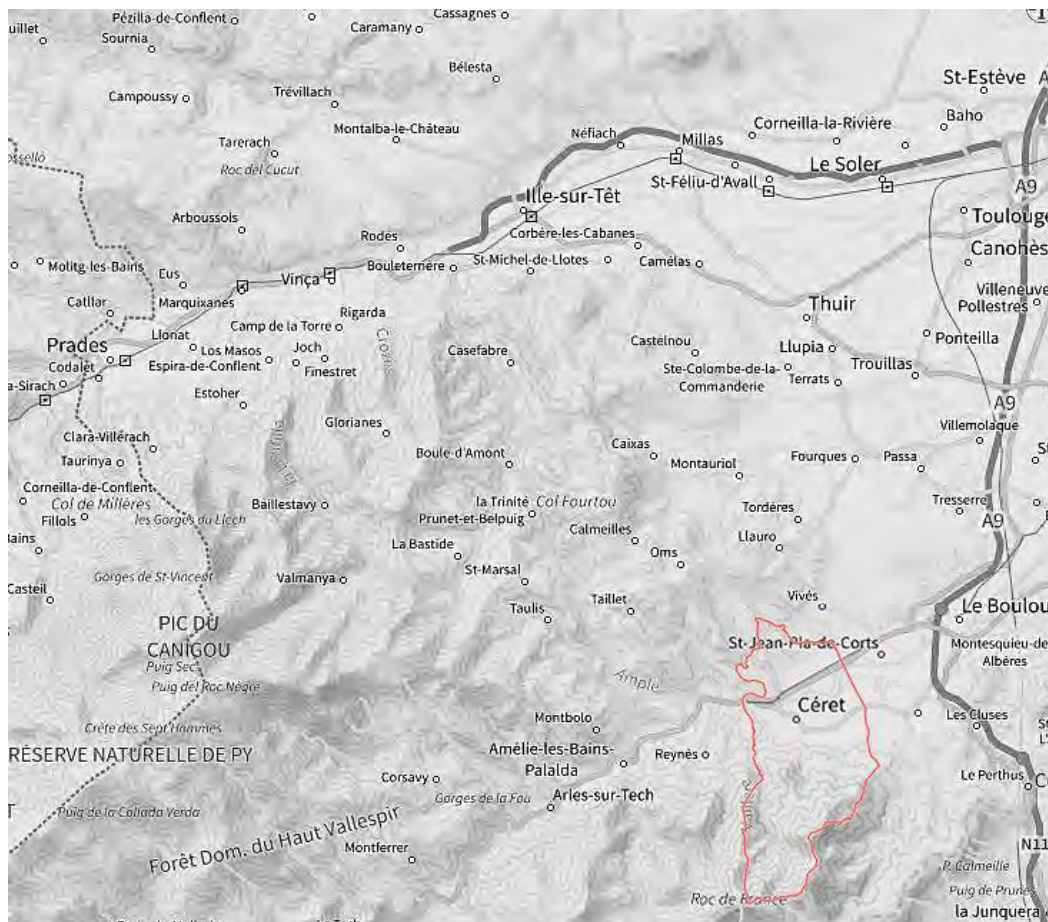 Pézilla-de-Conflent
Cassagnes
Caramany
Sournia
Bélesta
St-Estève
Campoussy
Trévillach
Baho
Montalba-le-Château
Néfiach
Millas
Corneilla-la-Rivière
Tarerach
Roc del Cucut
St-Féliu-d'Avall
Le Soler
A9
Ille-sur-Têt
Arboussols
Toulouge
Rodès
Corbère-les-Cabanes
Canohès
Molitg-les-Bains
Eus
Vinça
Bouleternère
St-Michel-de-Llotes
Camélas
Catllar
Marquixanes
Villeneuve
Pollestres
Rigarda
Thuir
Llonat
Camp de la Torre
Prades
Los Masos
Joch
Casefabre
Castelnou
Llupia
Ponteilla
Codalet
Espira-de-Conflent
Finestret
Ste-Colombe-de-la-
Commanderie
Terrats
Trouillas
a-Sirach
Estoher
A9
Glorianes
Villemolaque
Clara-Villerach
Boule-d'Amont
Caixas
Taurinya
Montauriol
Fourques
Passa
Corneilla-de-Conflent
Col de Millères
Baillestavy
la Trinité
Col Fourtou
Tresserre
Fillols
les Gorges du Llech
Prunet-et-Belpuig
Tordères
A9
Calmeilles
La Bastide
Llauro
Oms
Gorges de St-Vincent
Valmanya
St-Marsal
Casteil
Taulis
Taillet
Vivés
Le Boulou
PIC DU
CANIGOU
St-Jean-Pla-de-Corts
Montesquieu-de
Albères
Puig Sec
Puig del Roc Nègre
Ample
Céret
Crête des Sept Hommes
Montbolo
Les Cluses
RÉSERVE NATURELLE DE PY
Amélie-les-Bains-
Palalda
Reynès
Le Perthus
Corsavy
Gorges de la Fou
Arles-sur-Tech
Puig de la Collada Verda
Forêt Dom. du Haut Vallespir
Montferrer
N11
P. Calmeille
Puig de Prunes
Roc de France
la Junquera